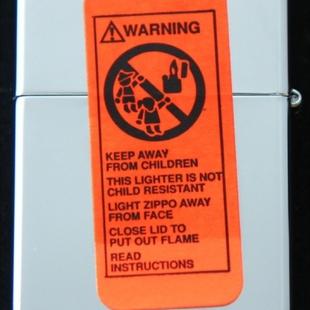 WARNING
KEEP AWAY
FROM CHILDREN
THIS LIGHTER IS NOT
CHILD RESISTANT
LIGHT ZIPPO AWAY
FROM FACE
CLOSE LID TO
PUT OUT FLAME
READ
INSTRUCTIONS